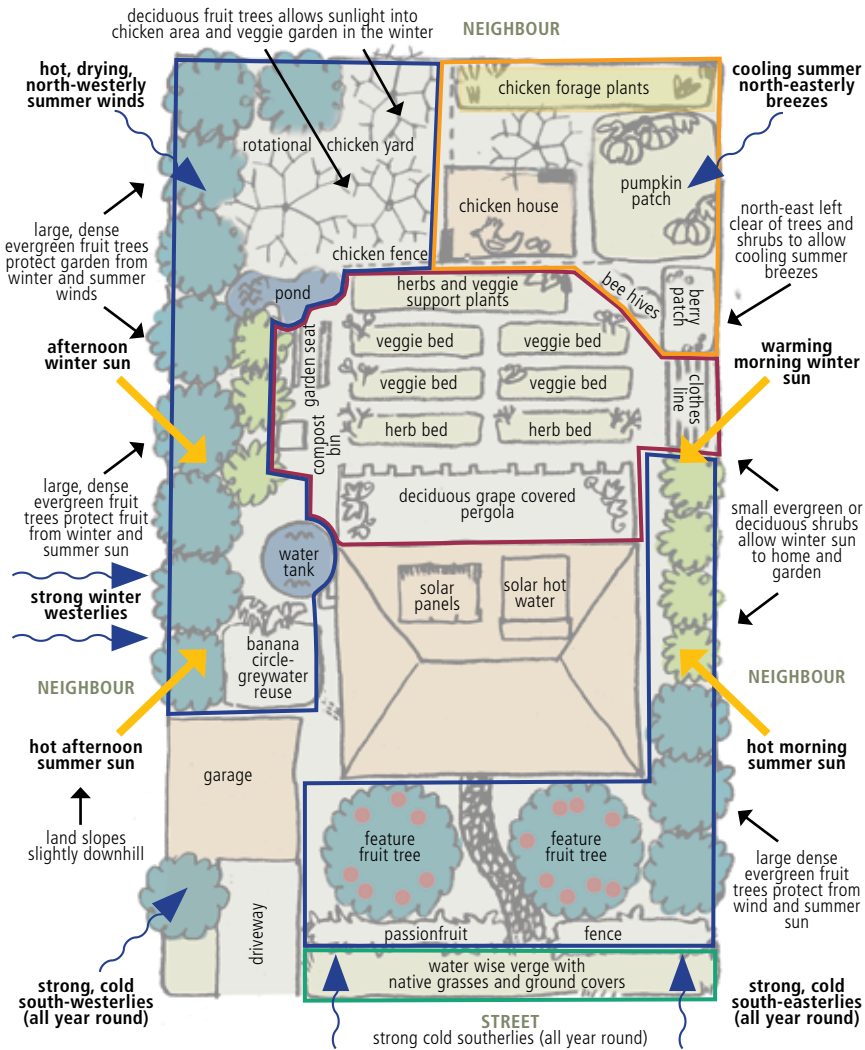 deciduous fruit trees allows sunlight into
chicken area and veggie garden in the winter
NEIGHBOUR
hot, drying,
north-westerly
summer winds
cooling summer
north-easterly
breezes
chicken forage plants
rotational chicken yard
pumpkin
patch
chicken house
large, dense
evergreen fruit trees
protect garden from
winter and summer
winds
north-east left
clear of trees and
shrubs to allow
cooling summer
breezes
chicken fence
pond
herbs and veggie
support plants
bee hives
berry
patch
afternoon
winter sun
garden seat
veggie bed
veggie bed
warming
morning winter
sun
veggie bed
veggie bed
clothes
line
compost
bin
herb bed
herb bed
large, dense
evergreen fruit
trees protect fruit
from winter and
summer sun
deciduous grape covered
pergola
small evergreen or
deciduous shrubs
allow winter sun
to home and
garden
water
tank
solar
panels
solar hot
water
strong winter
westerlies
banana
circle-
greywater
reuse
NEIGHBOUR
NEIGHBOUR
hot afternoon
summer sun
hot morning
summer sun
garage
land slopes
slightly downhill
feature
fruit tree
feature
fruit tree
large dense
evergreen fruit
trees protect from
wind and summer
sun
driveway
passionfruit
fence
strong, cold
south-westerlies
(all year round)
water wise verge with
native grasses and ground covers
strong, cold
south-easterlies
(all year round)
STREET
strong cold southerlies (all year round)